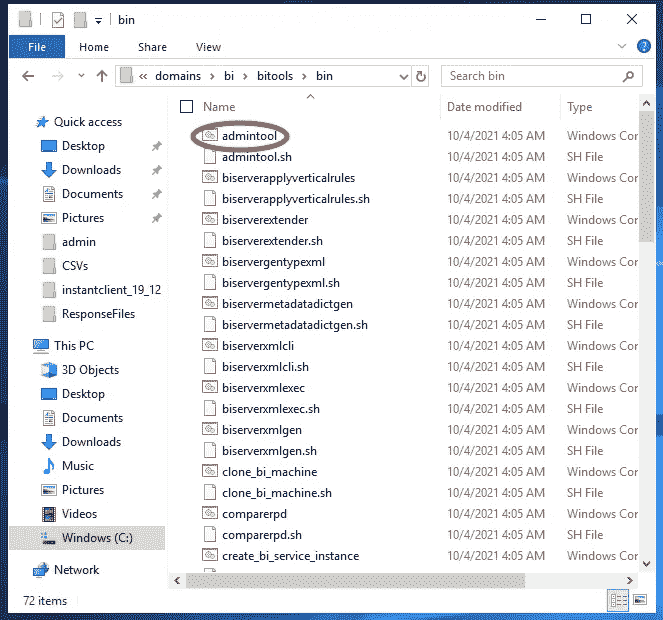 bin
File Home Share View
« domains › bi › bitools › bin
Search bin
Name Date modified Type
Quick access
Desktop
Downloads
Documents
Pictures
admin
CSVs
instantclient_19_12
ResponseFiles
This PC
3D Objects
Desktop
Documents
Downloads
Music
Pictures
Videos
Windows (C:)
Network
admintool 10/4/2021 4:05 AM Windows Cor
admintool.sh 10/4/2021 4:05 AM SH File
biserverapplyverticalrules 10/4/2021 4:05 AM Windows Cor
biserverapplyverticalrules.sh 10/4/2021 4:05 AM SH File
biserverextender 10/4/2021 4:05 AM Windows Cor
biserverextender.sh 10/4/2021 4:05 AM SH File
biservergentypexml 10/4/2021 4:05 AM Windows Cor
biservergentypexml.sh 10/4/2021 4:05 AM SH File
biservermetadatadictgen 10/4/2021 4:05 AM Windows Cor
biservermetadatadictgen.sh 10/4/2021 4:05 AM SH File
biserverxmlcli 10/4/2021 4:05 AM Windows Cor
biserverxmlcli.sh 10/4/2021 4:05 AM SH File
biserverxmlexec 10/4/2021 4:05 AM Windows Cor
biserverxmlexec.sh 10/4/2021 4:05 AM SH File
biserverxmlgen 10/4/2021 4:05 AM Windows Cor
biserverxmlgen.sh 10/4/2021 4:05 AM SH File
clone_bi_machine 10/4/2021 4:05 AM Windows Cor
clone_bi_machine.sh 10/4/2021 4:05 AM SH File
comparerpd 10/4/2021 4:05 AM Windows Cor
comparerpd.sh 10/4/2021 4:05 AM SH File
create_bi_service_instance 10/4/2021 4:05 AM Windows Cor
72 items